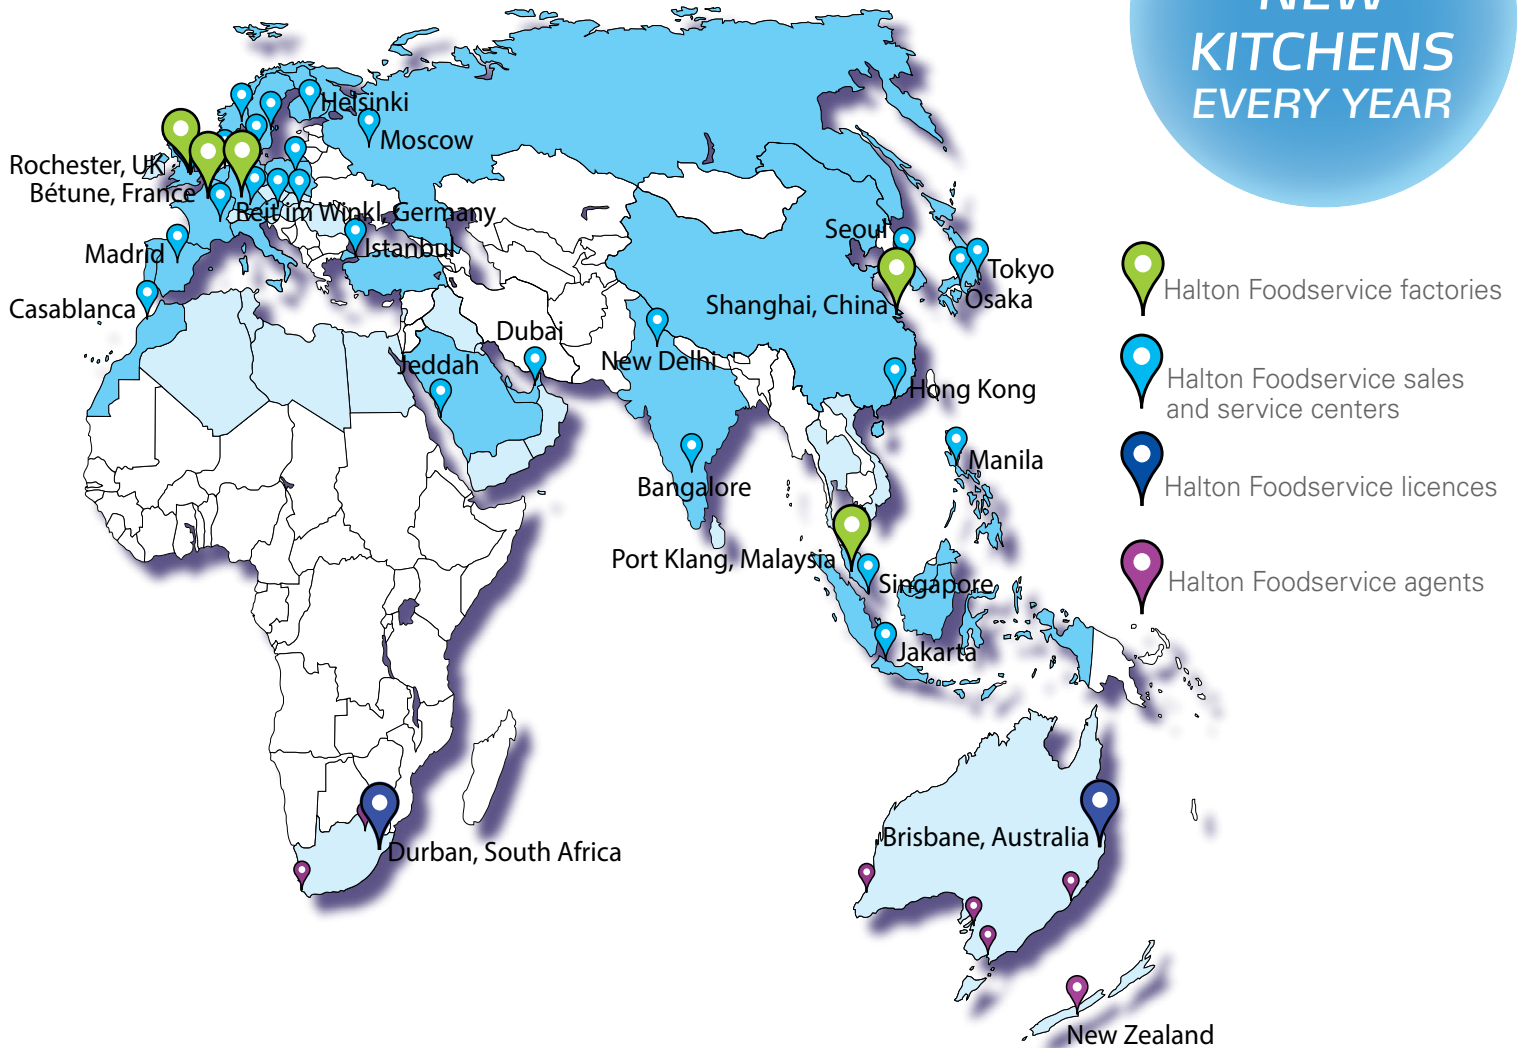 NEW
KITCHENS
EVERY YEAR
Helsinki
Moscow
Rochester, UK
Bétune, France
Reit im Winkl, Germany
Madrid
Istanbul
Casablanca
Seoul
Tokyo
Osaka
Shanghai, China
Dubai
Jeddah
New Delhi
Hong Kong
Manila
Bangalore
Port Klang, Malaysia
Singapore
Jakarta
Durban, South Africa
Brisbane, Australia
New Zealand
Halton Foodservice factories
Halton Foodservice sales
and service centers
Halton Foodservice licences
Halton Foodservice agents